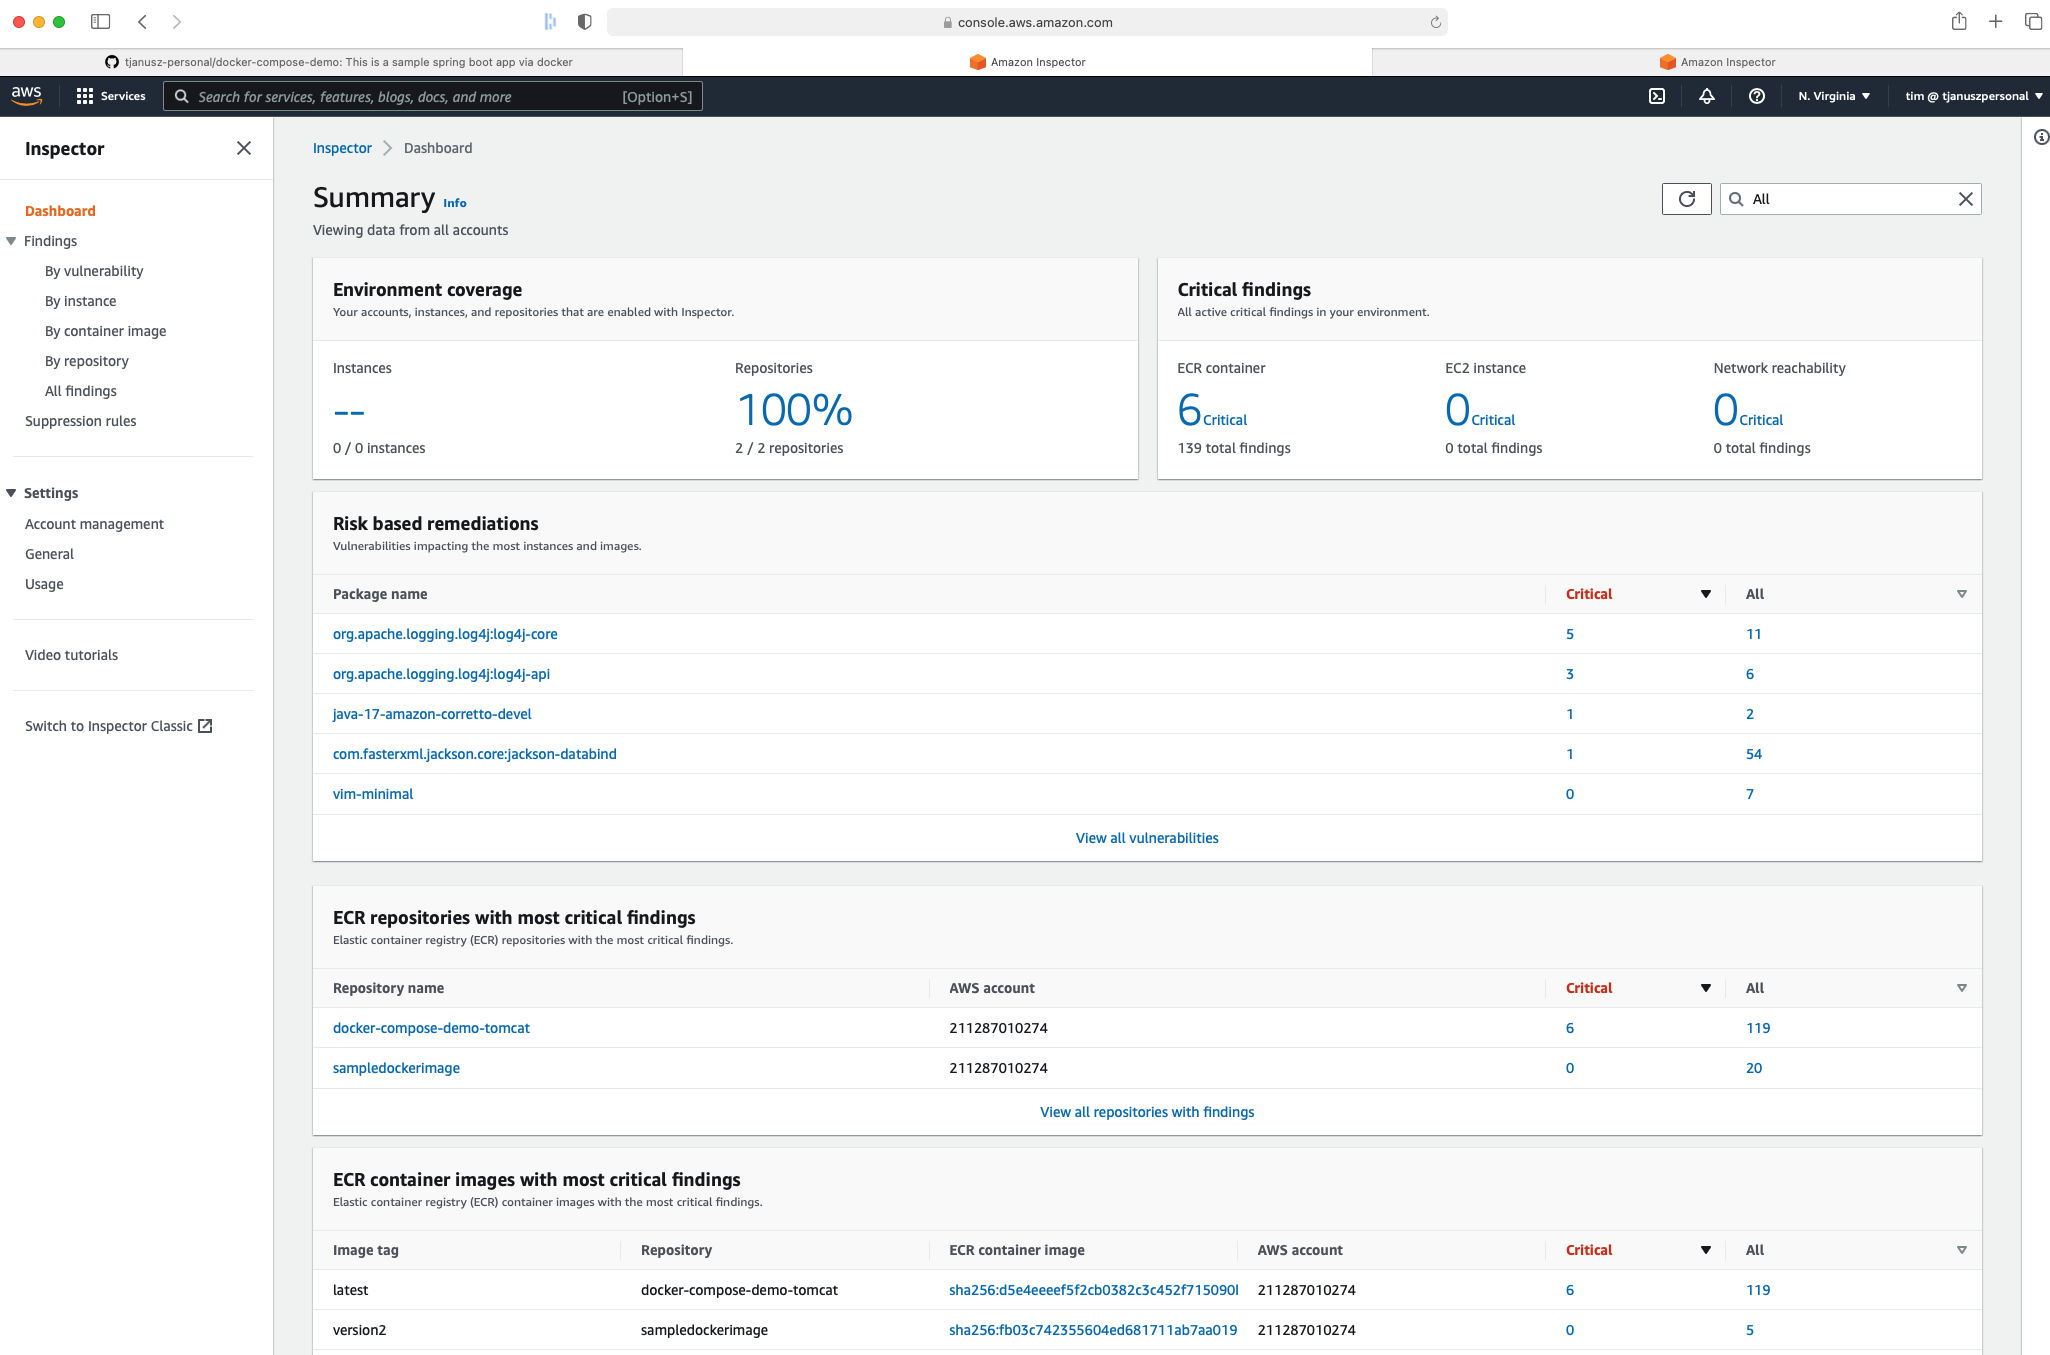 console.aws.amazon.com
tjanusz-personal/docker-compose-demo: This is a sample spring boot app via docker
Amazon Inspector
Amazon Inspector
aws
Services
Search for services, features, blogs, docs, and more [Option+S]
N. Virginia
tim @ tjanuszpersonal
Inspector
Dashboard
Findings
By vulnerability
By instance
By container image
By repository
All findings
Suppression rules
Settings
Account management
General
Usage
Video tutorials
Switch to Inspector Classic
Inspector Dashboard
Summary Info
Viewing data from all accounts
All
Environment coverage
Your accounts, instances, and repositories that are enabled with Inspector.
Instances
--
0 / 0 instances
Repositories
100%
2 / 2 repositories
Critical findings
All active critical findings in your environment.
ECR container
6 Critical
139 total findings
EC2 instance
0 Critical
0 total findings
Network reachability
0 Critical
0 total findings
Risk based remediations
Vulnerabilities impacting the most instances and images.
Package name Critical All
org.apache.logging.log4j:log4j-core 5 11
org.apache.logging.log4j:log4j-api 3 6
java-17-amazon-corretto-devel 1 2
com.fasterxml.jackson.core:jackson-databind 1 54
vim-minimal 0 7
View all vulnerabilities
ECR repositories with most critical findings
Elastic container registry (ECR) repositories with the most critical findings.
Repository name AWS account Critical All
docker-compose-demo-tomcat 211287010274 6 119
sampledockerimage 211287010274 0 20
View all repositories with findings
ECR container images with most critical findings
Elastic container registry (ECR) container images with the most critical findings.
Image tag Repository ECR container image AWS account Critical All
latest docker-compose-demo-tomcat sha256:d5e4eeeef5f2cb0382c3c452f715090 211287010274 6 119
version2 sampledockerimage sha256:fb03c742355604ed681711ab7aa019 211287010274 0 5